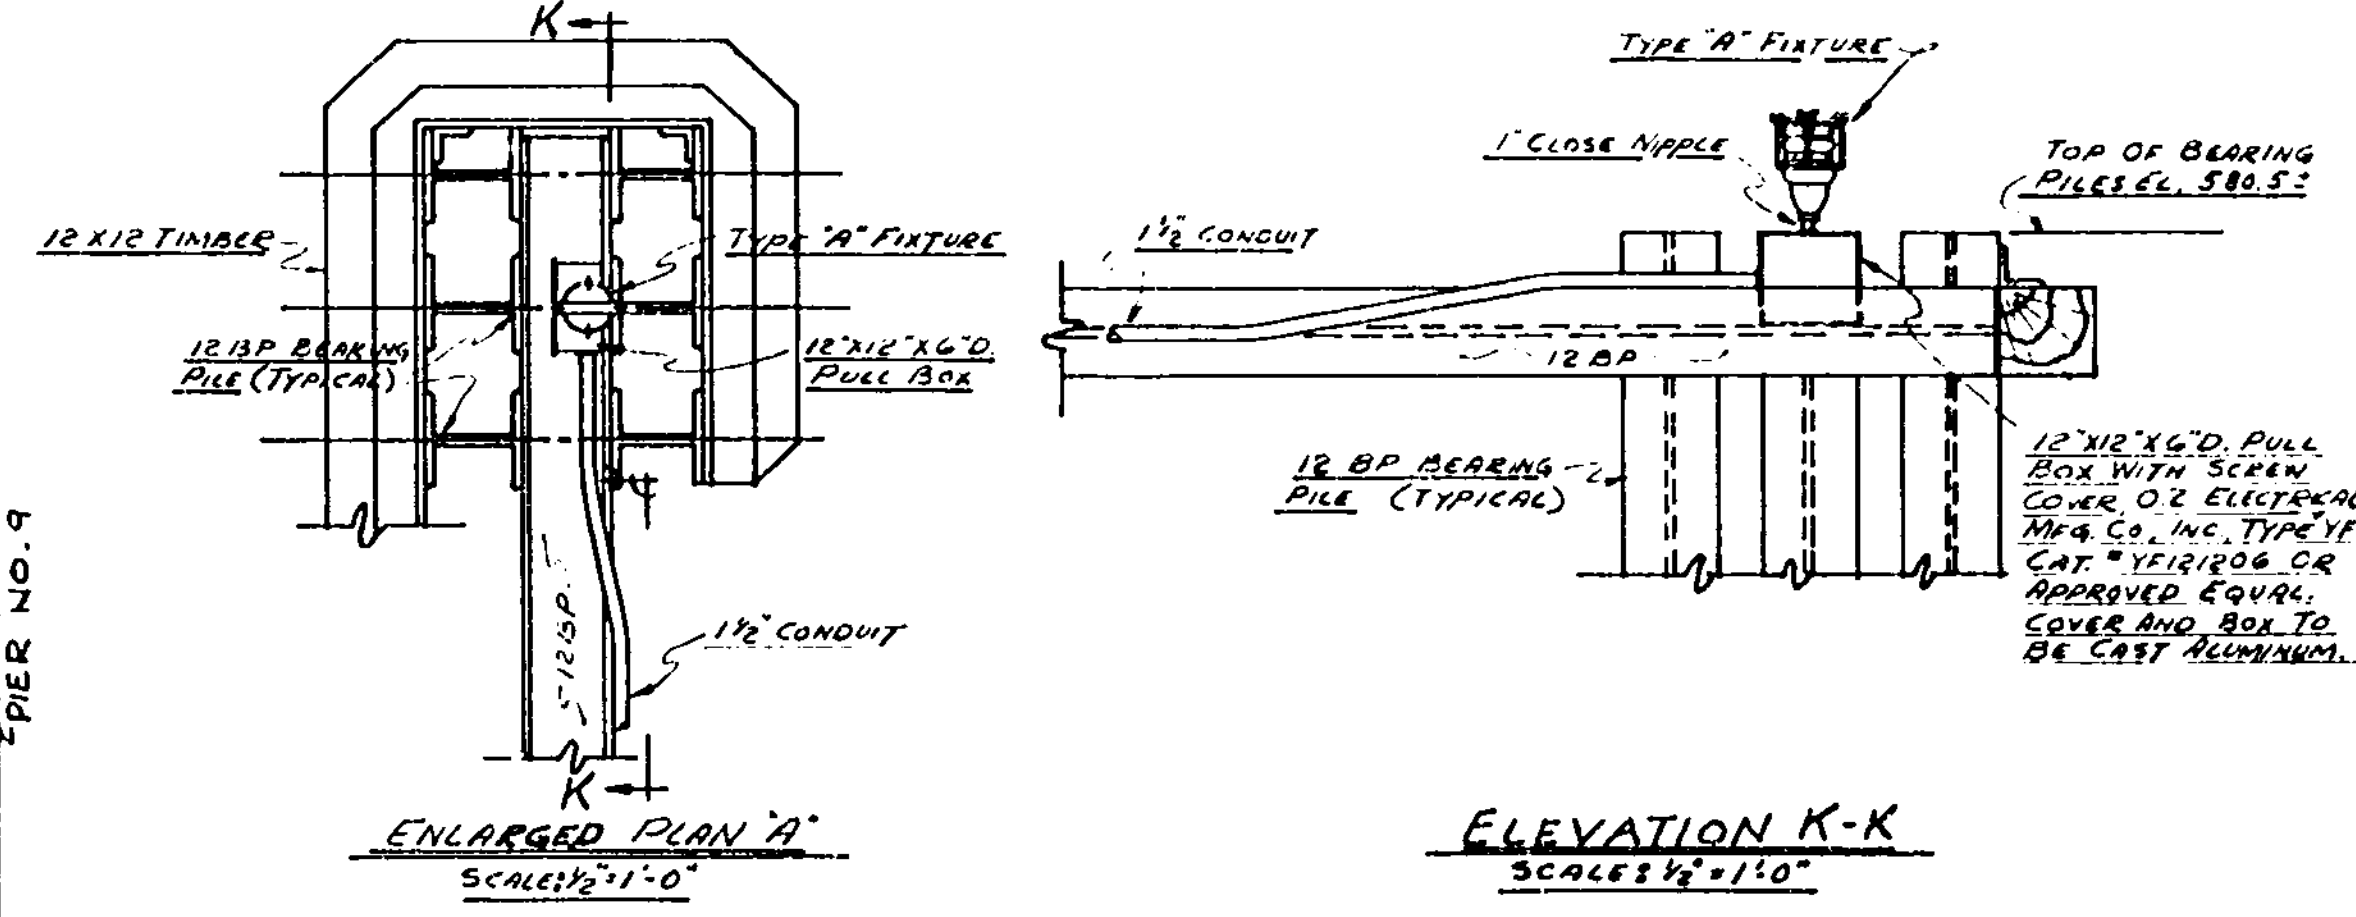 K
12 X 12 TIMBER
TYPE "A" FIXTURE
12 BP BEARING
PILE (TYPICAL)
12"X12"X6"D.
PULL BOX
12 BP.
1½" CONDUIT
K
ENLARGED PLAN "A"
SCALE: ½"=1'-0"
PIER NO. 9
TYPE "A" FIXTURE
1" CLOSE NIPPLE
TOP OF BEARING
PILES EL. 580.5±
1½" CONDUIT
12 BP
12 BP BEARING
PILE (TYPICAL)
12"X12"X6"D. PULL
BOX WITH SCREW
COVER, O.Z ELECTRICAL
MFG. CO., INC. TYPE "YF
CAT. #YF121206 OR
APPROVED EQUAL.
COVER AND BOX TO
BE CAST ALUMINUM.
ELEVATION K-K
SCALE: ½"=1'-0"